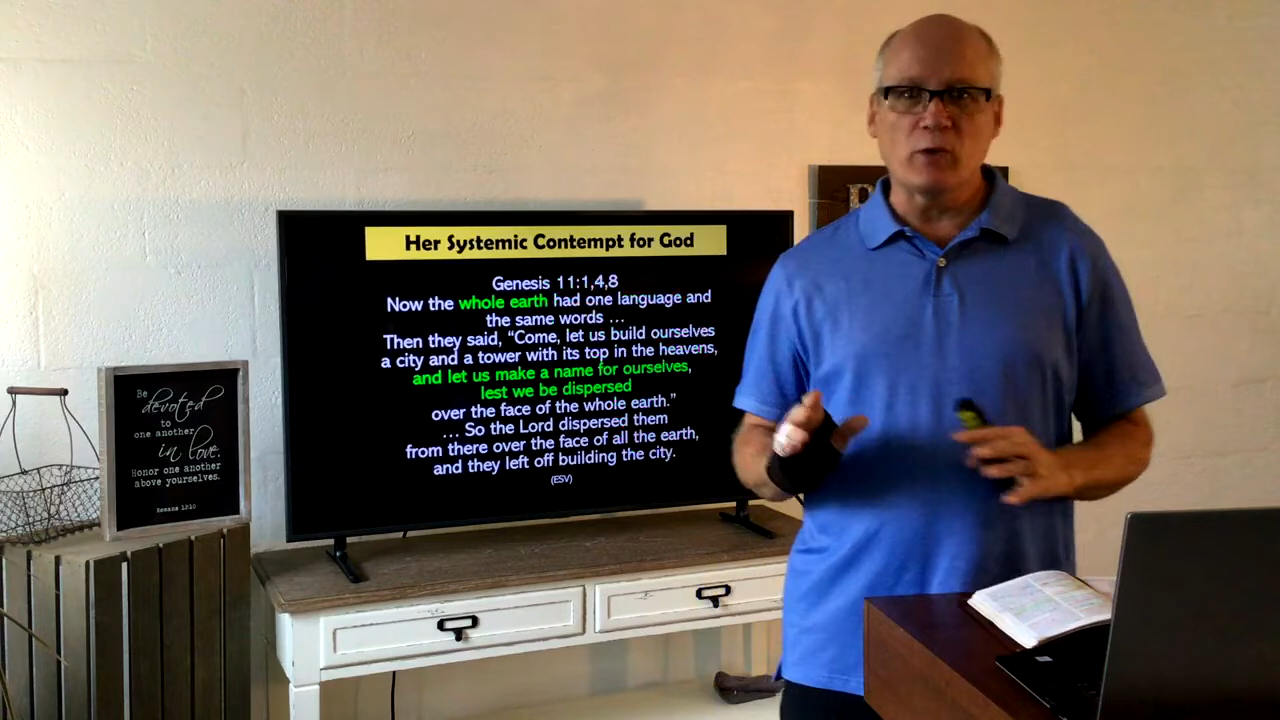 Her Systemic Contempt for God
Genesis 11:1,4,8
Now the whole earth had one language and
the same words ...
Then they said, “Come, let us build ourselves
a city and a tower with its top in the heavens,
and let us make a name for ourselves,
lest we be dispersed
over the face of the whole earth.”
... So the Lord dispersed them
from there over the face of all the earth,
and they left off building the city.
(ESV)
Be
devoted
to
one another
in love.
Honor one another
above yourselves.
Romans 12:10